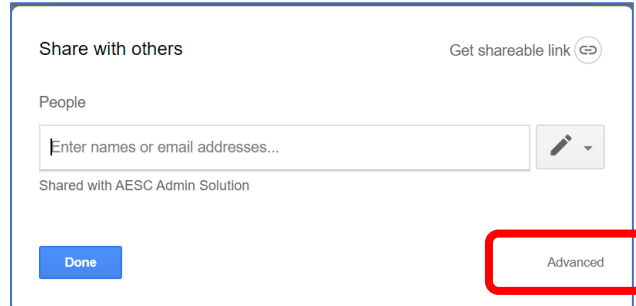 Share with others
Get shareable link
People
Enter names or email addresses...
Shared with AESC Admin Solution
Done
Advanced